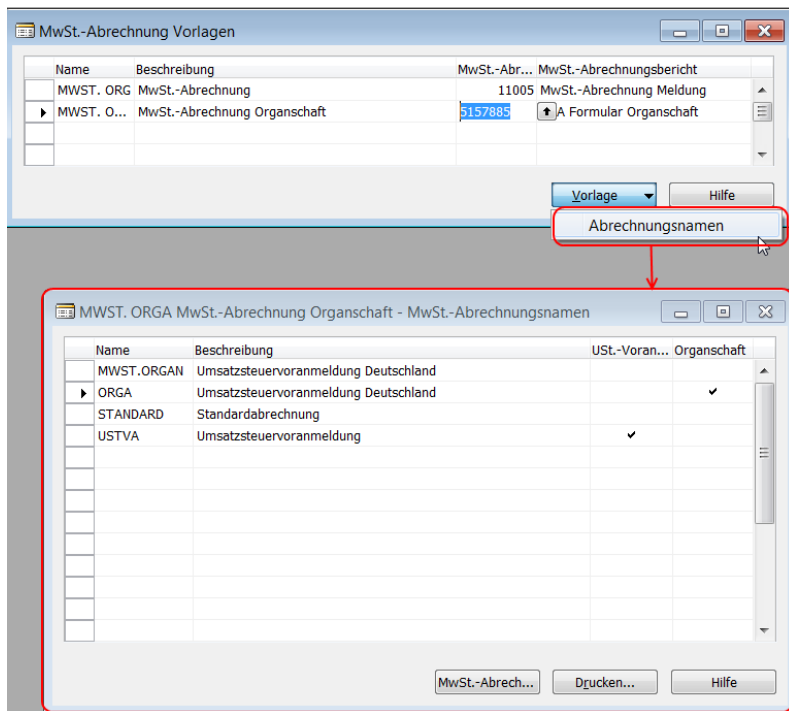 MwSt.-Abrechnung Vorlagen
Name Beschreibung MwSt.-Abr... MwSt.-Abrechnungsbericht
MWST. ORG MwSt.-Abrechnung 11005 MwSt.-Abrechnung Meldung
MWST. O... MwSt.-Abrechnung Organschaft 5157885 A Formular Organschaft
Vorlage Hilfe
Abrechnungsnamen
MWST. ORGA MwSt.-Abrechnung Organschaft - MwSt.-Abrechnungsnamen
Name Beschreibung USt.-Voran... Organschaft
MWST.ORGAN Umsatzsteuervoranmeldung Deutschland
ORGA Umsatzsteuervoranmeldung Deutschland
STANDARD Standardabrechnung
USTVA Umsatzsteuervoranmeldung
MwSt.-Abrech... Drucken... Hilfe